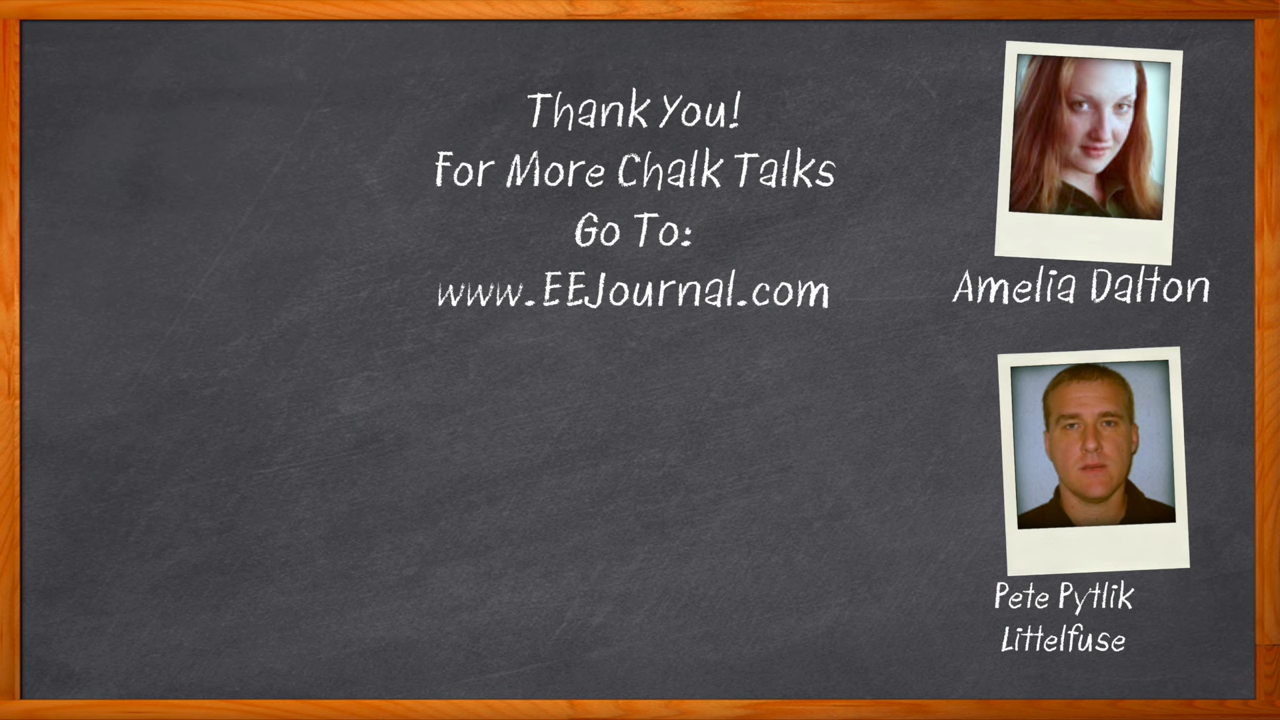 Thank You!
For More Chalk Talks
Go To:
www.EEJournal.com
Amelia Dalton
Pete Pytlik
Littelfuse